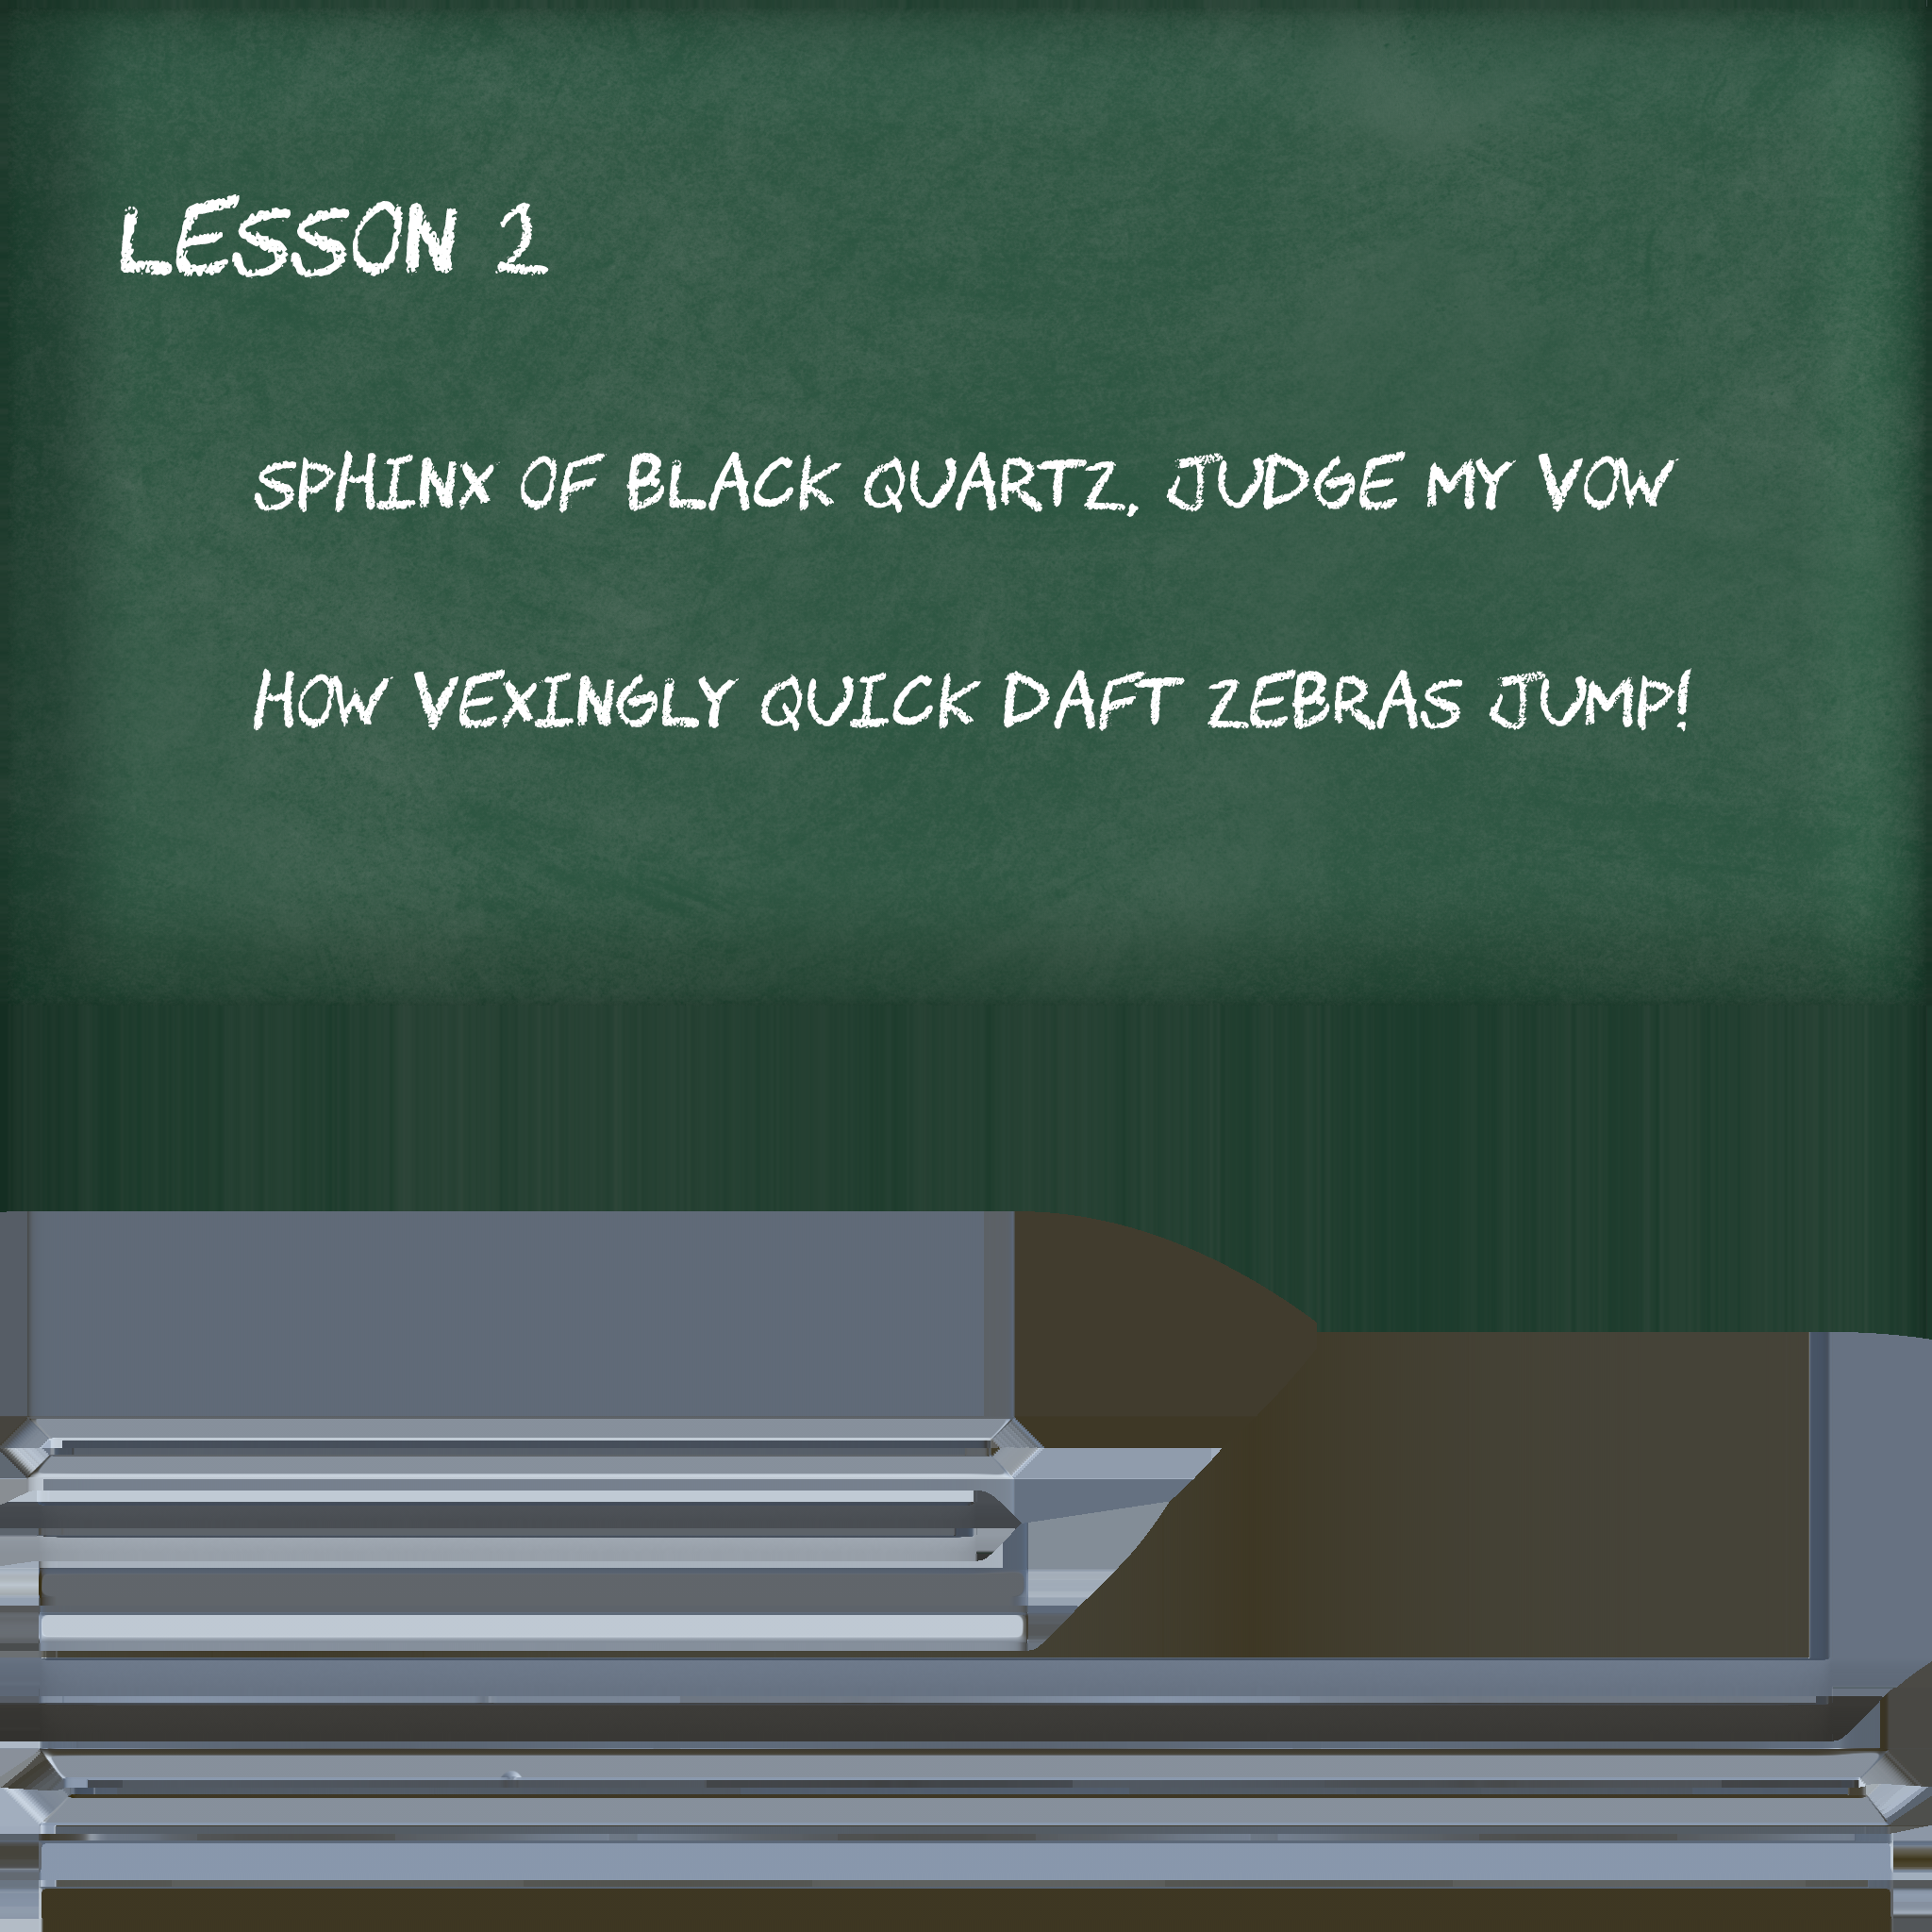 LESSON 2
SPHINX OF BLACK QUARTZ, JUDGE MY VOW
HOW VEXINGLY QUICK DAFT ZEBRAS JUMP!